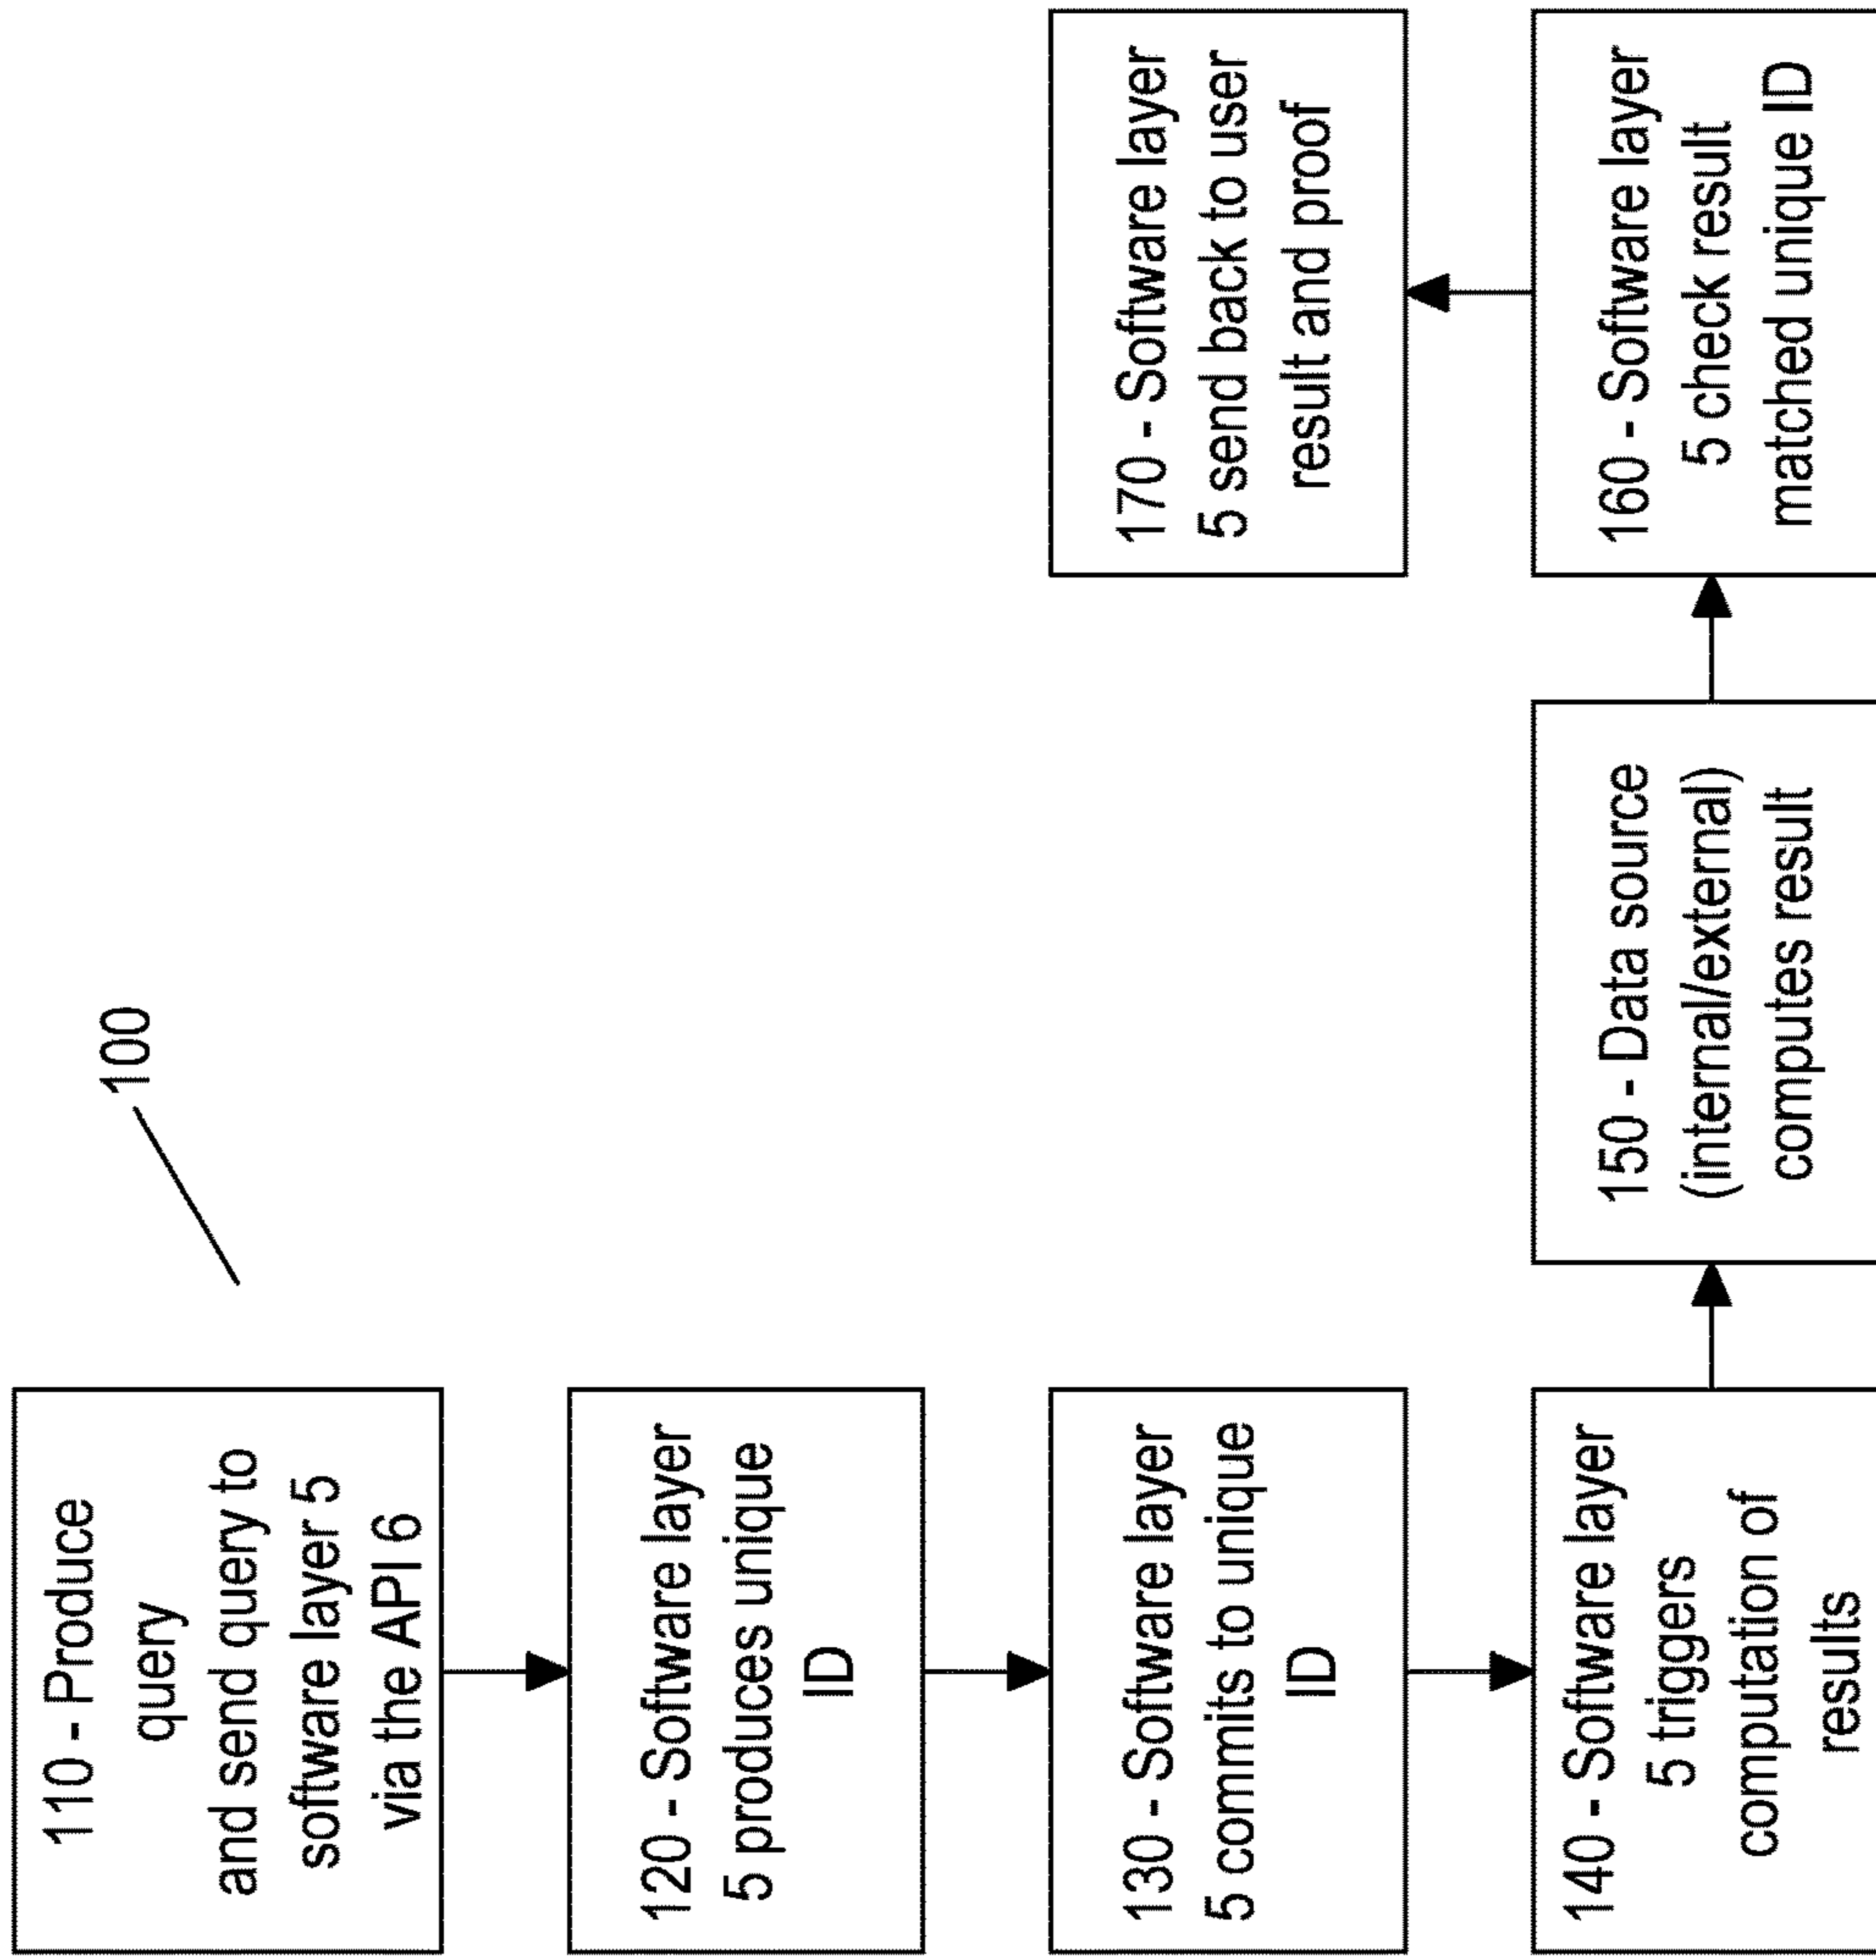 100
110 - Produce
query
and send query to
software layer 5
via the API 6
120 - Software layer
5 produces unique
ID
130 - Software layer
5 commits to unique
ID
140 - Software layer
5 triggers
computation of
results
150 - Data source
(internal/external)
computes result
160 - Software layer
5 check result
matched unique ID
170 - Software layer
5 send back to user
result and proof